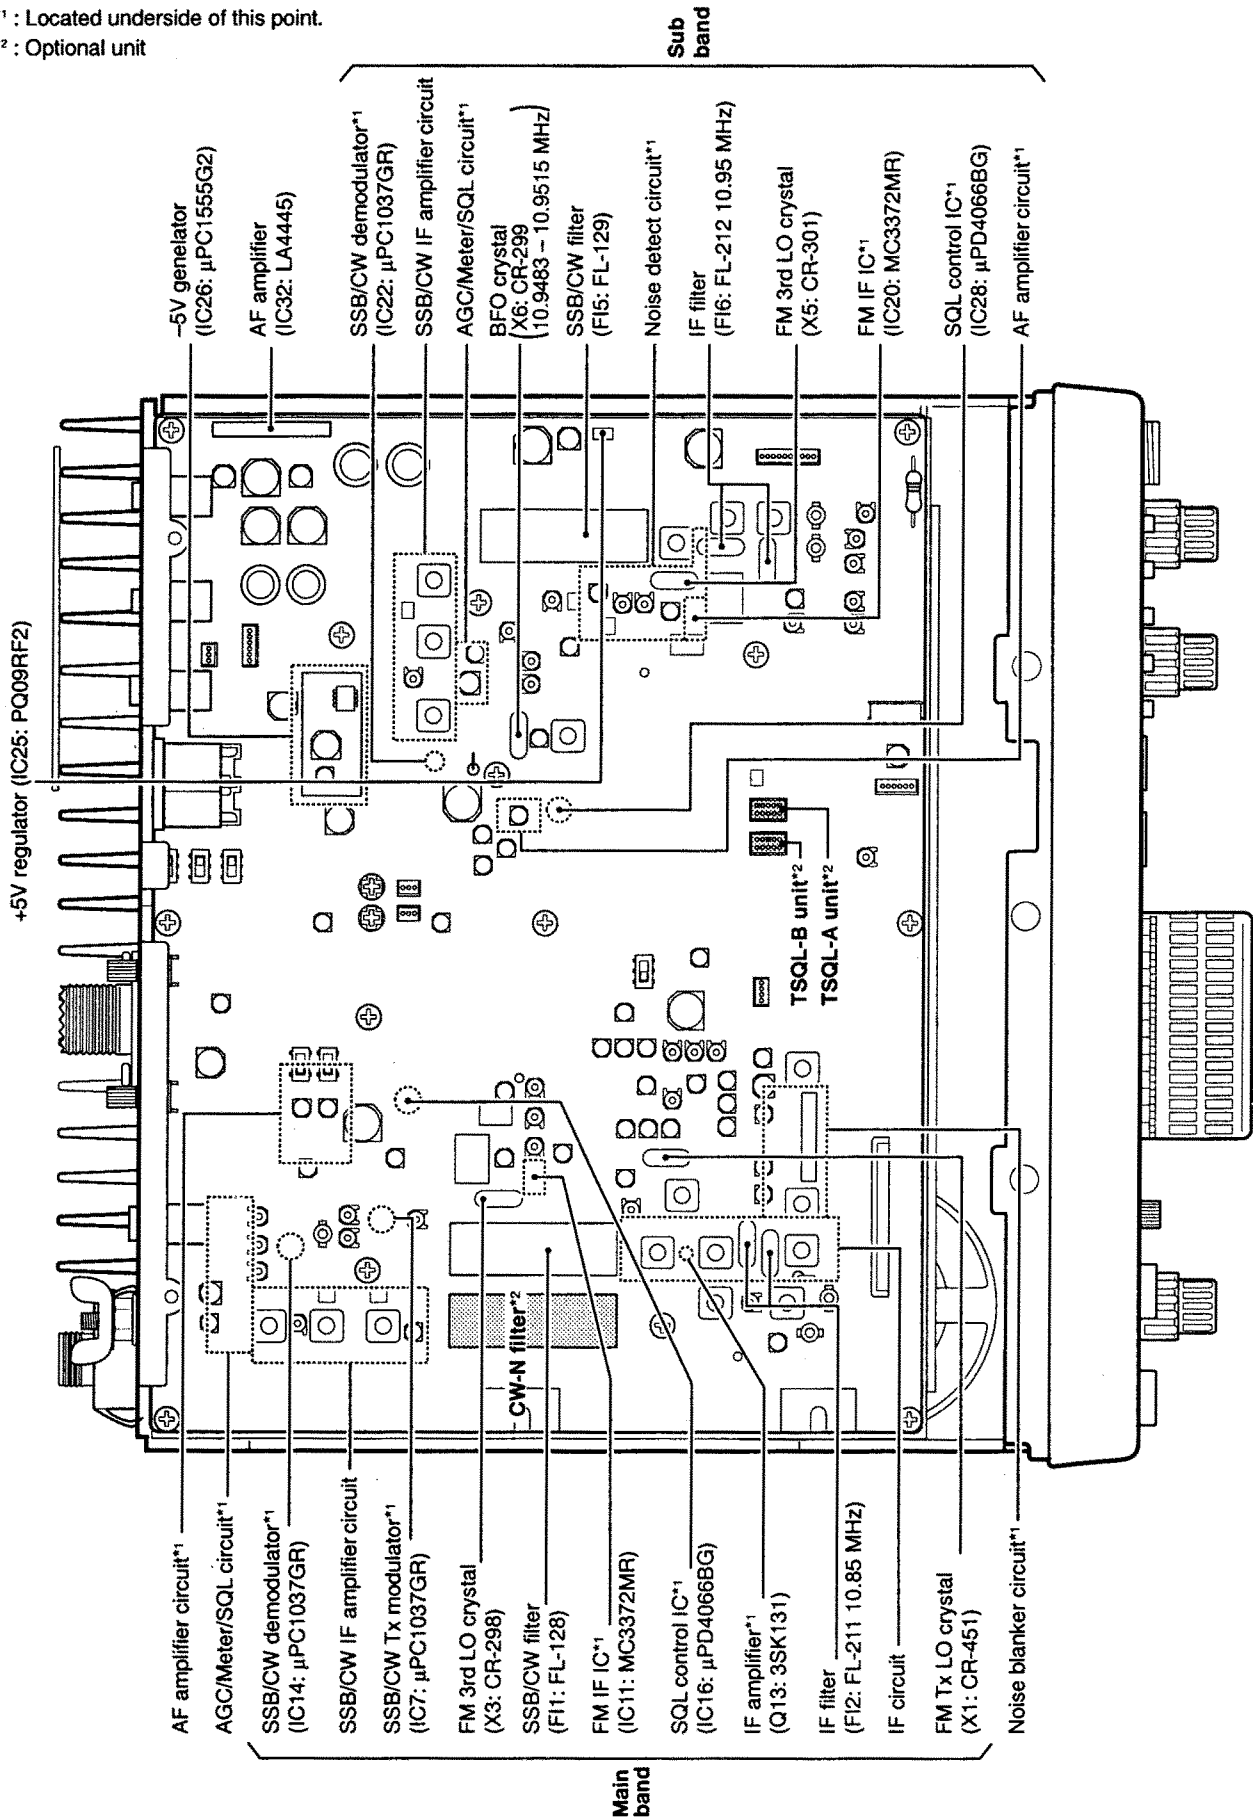 *1 : Located underside of this point.
*2 : Optional unit
Sub
band
–5V genelator
(IC26: µPC1555G2)
AF amplifier
(IC32: LA4445)
SSB/CW demodulator*1
(IC22: µPC1037GR)
SSB/CW IF amplifier circuit
AGC/Meter/SQL circuit*1
BFO crystal
(X6: CR-299
10.9483 – 10.9515 MHz)
SSB/CW filter
(FI5: FL-129)
Noise detect circuit*1
IF filter
(FI6: FL-212 10.95 MHz)
FM 3rd LO crystal
(X5: CR-301)
FM IF IC*1
(IC20: MC3372MR)
SQL control IC*1
(IC28: µPD4066BG)
AF amplifier circuit*1
+5V regulator (IC25: PQ09RF2)
TSQL-B unit*2
TSQL-A unit*2
CW-N filter*2
Main
band
AF amplifier circuit*1
AGC/Meter/SQL circuit*1
SSB/CW demodulator*1
(IC14: µPC1037GR)
SSB/CW IF amplifier circuit
SSB/CW Tx modulator*1
(IC7: µPC1037GR)
FM 3rd LO crystal
(X3: CR-298)
SSB/CW filter
(FI1: FL-128)
FM IF IC*1
(IC11: MC3372MR)
SQL control IC*1
(IC16: µPD4066BG)
IF amplifier*1
(Q13: 3SK131)
IF filter
(FI2: FL-211 10.85 MHz)
IF circuit
FM Tx LO crystal
(X1: CR-451)
Noise blanker circuit*1